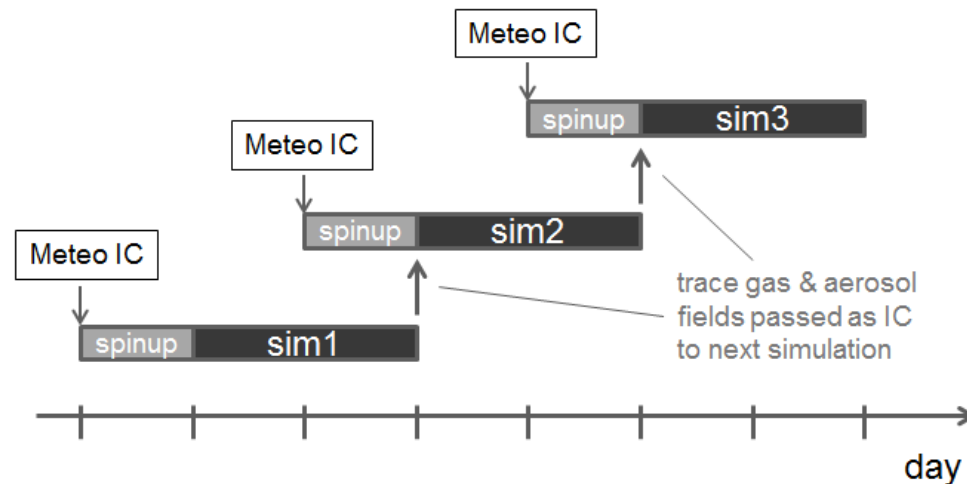 Meteo IC
spinup
sim3
Meteo IC
spinup
sim2
Meteo IC
trace gas & aerosol
fields passed as IC
to next simulation
spinup
sim1
day